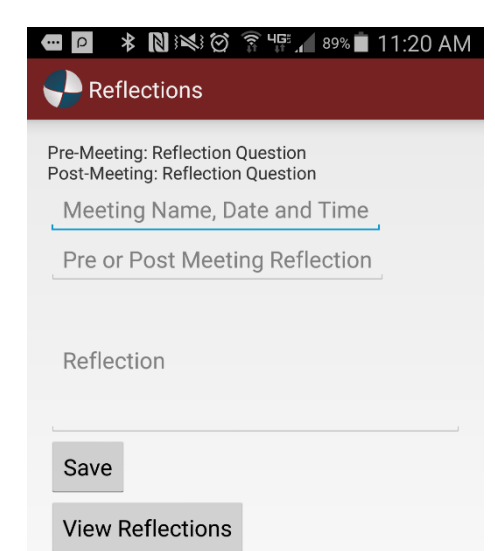 4G 89% 11:20 AM
Reflections
Pre-Meeting: Reflection Question
Post-Meeting: Reflection Question
Meeting Name, Date and Time
Pre or Post Meeting Reflection
Reflection
Save
View Reflections